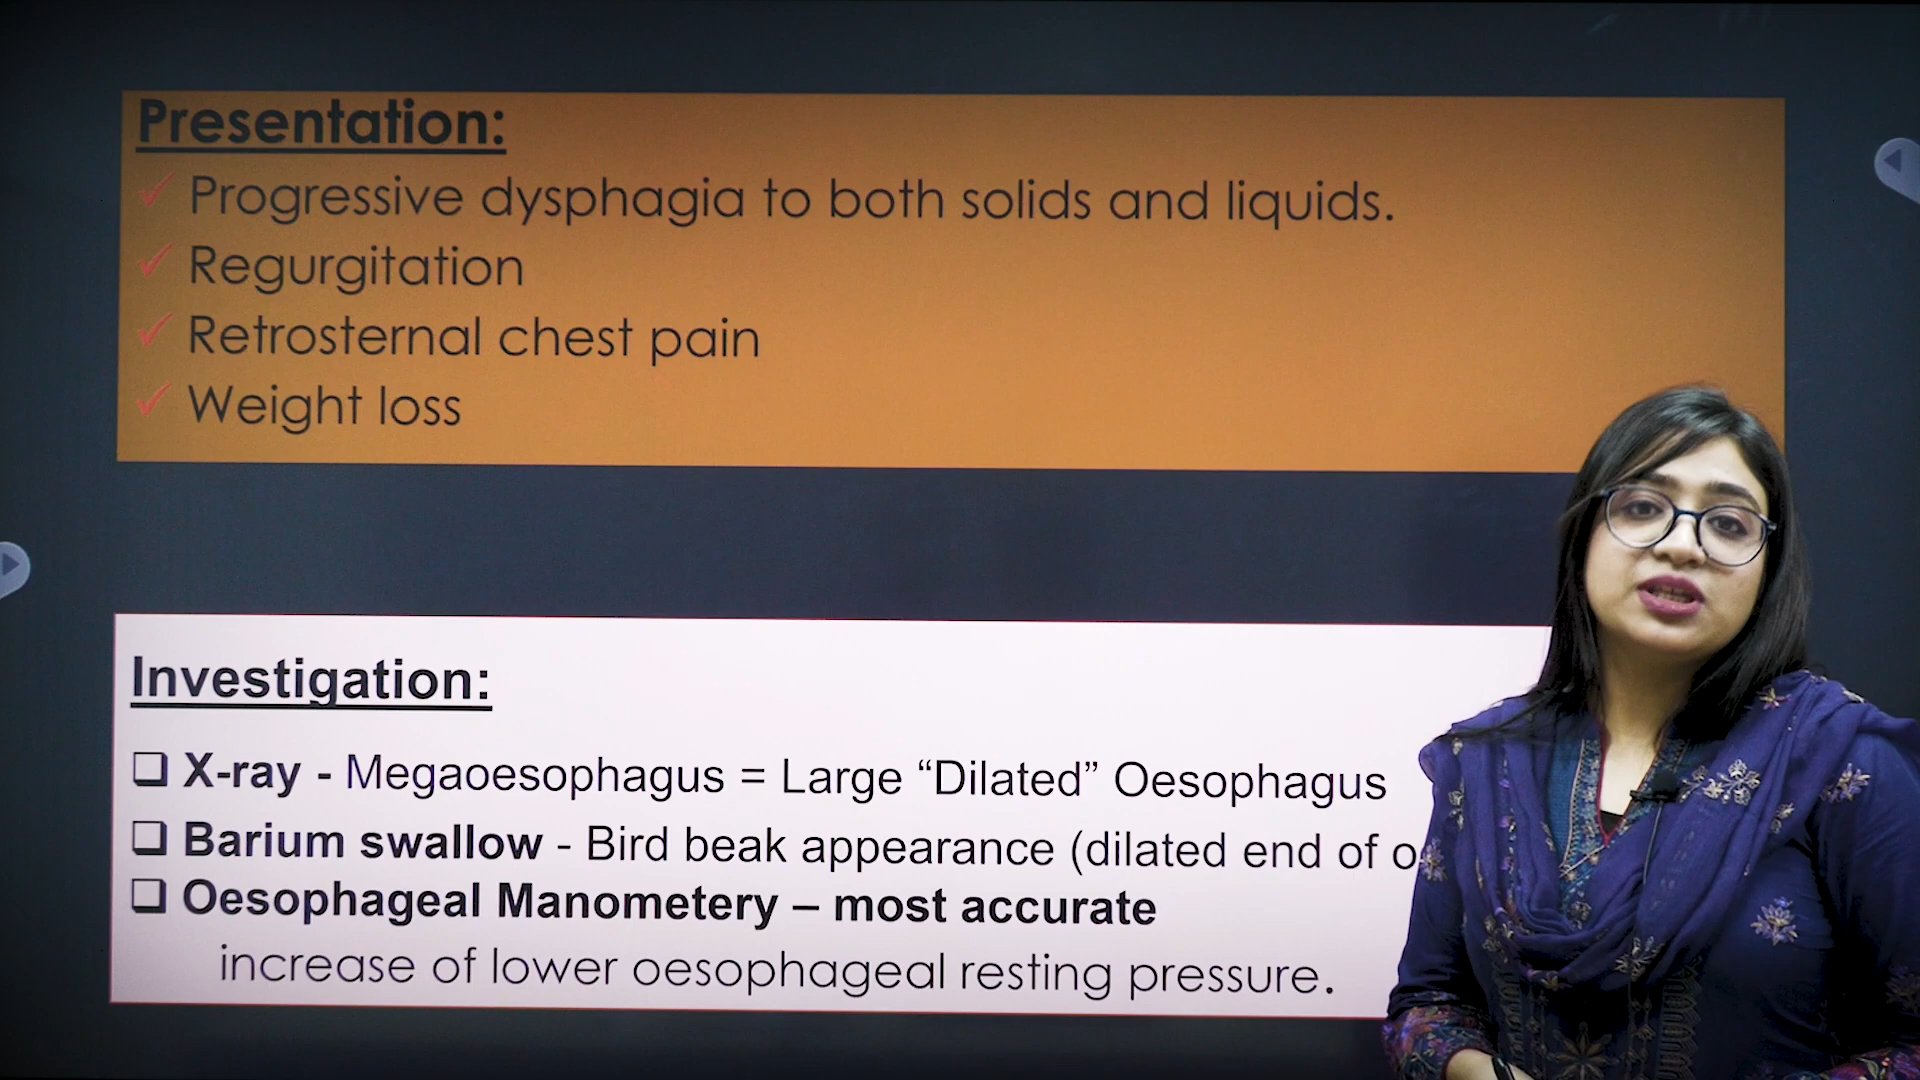 Presentation:
✓ Progressive dysphagia to both solids and liquids.
✓ Regurgitation
✓ Retrosternal chest pain
✓ Weight loss
Investigation:
❑ X-ray - Megaoesophagus = Large “Dilated” Oesophagus
❑ Barium swallow - Bird beak appearance (dilated end of
❑ Oesophageal Manometery – most accurate
increase of lower oesophageal resting pressure.